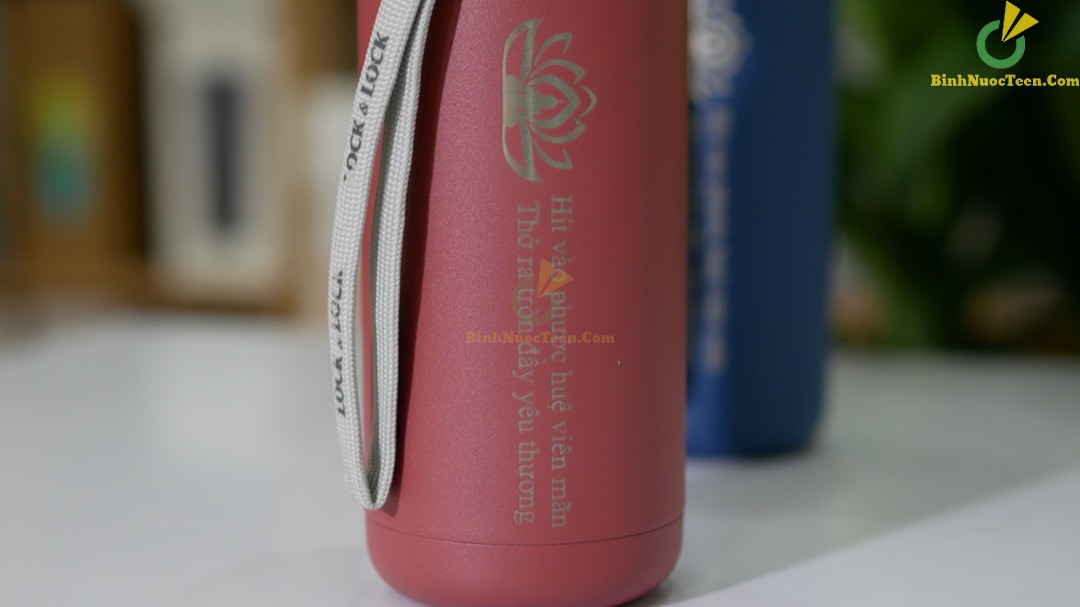 BinhNuocTeen.Com
LOCK & LOCK
LOCK & LOCK
Hít vào phước huệ viên mãn
Thở ra tròn đầy yêu thương
BinhNuocTeen.Com